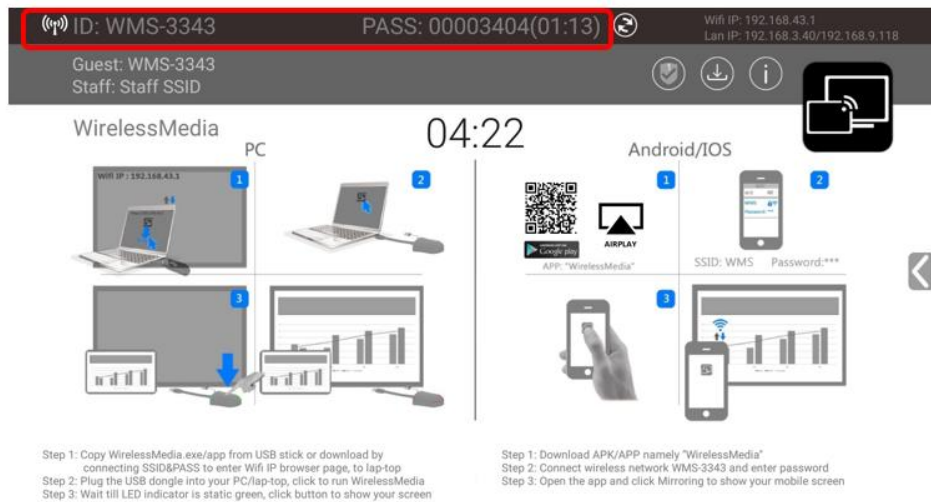 ID: WMS-3343 PASS: 00003404(01:13)
Wifi IP: 192.168.43.1
Lan IP: 192.168.3.40/192.168.9.118
Guest: WMS-3343
Staff: Staff SSID
WirelessMedia
04:22
PC
Wifi IP : 192.168.43.1
1
2
3
Android/IOS
1
Google play
AIRPLAY
APP: "WirelessMedia"
2
SSID: WMS Password:***
3
Step 1: Copy WirelessMedia.exe/app from USB stick or download by
connecting SSID&PASS to enter Wifi IP browser page, to lap-top
Step 2: Plug the USB dongle into your PC/lap-top, click to run WirelessMedia
Step 3: Wait till LED indicator is static green, click button to show your screen
Step 1: Download APK/APP namely "WirelessMedia"
Step 2: Connect wireless network WMS-3343 and enter password
Step 3: Open the app and click Mirroring to show your mobile screen